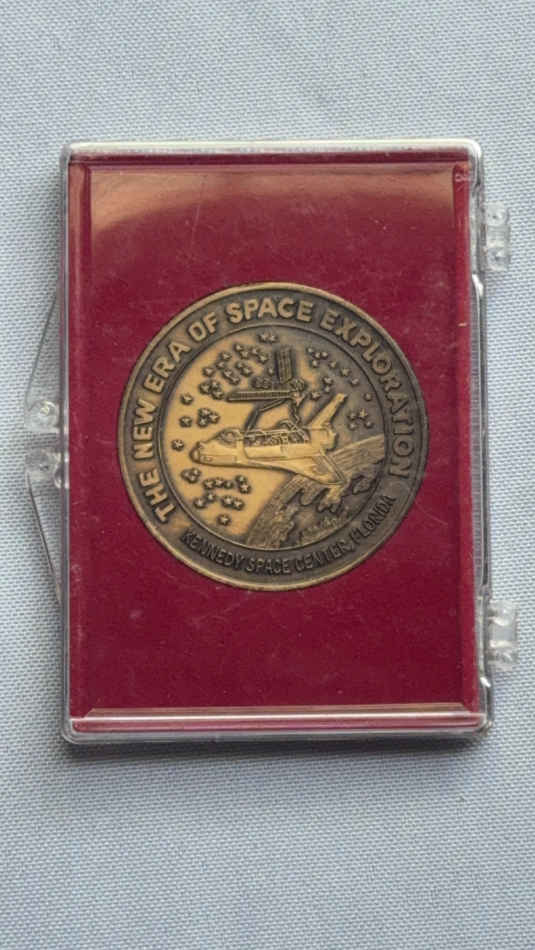 THE NEW ERA OF SPACE EXPLORATION
KENNEDY SPACE CENTER, FLORIDA